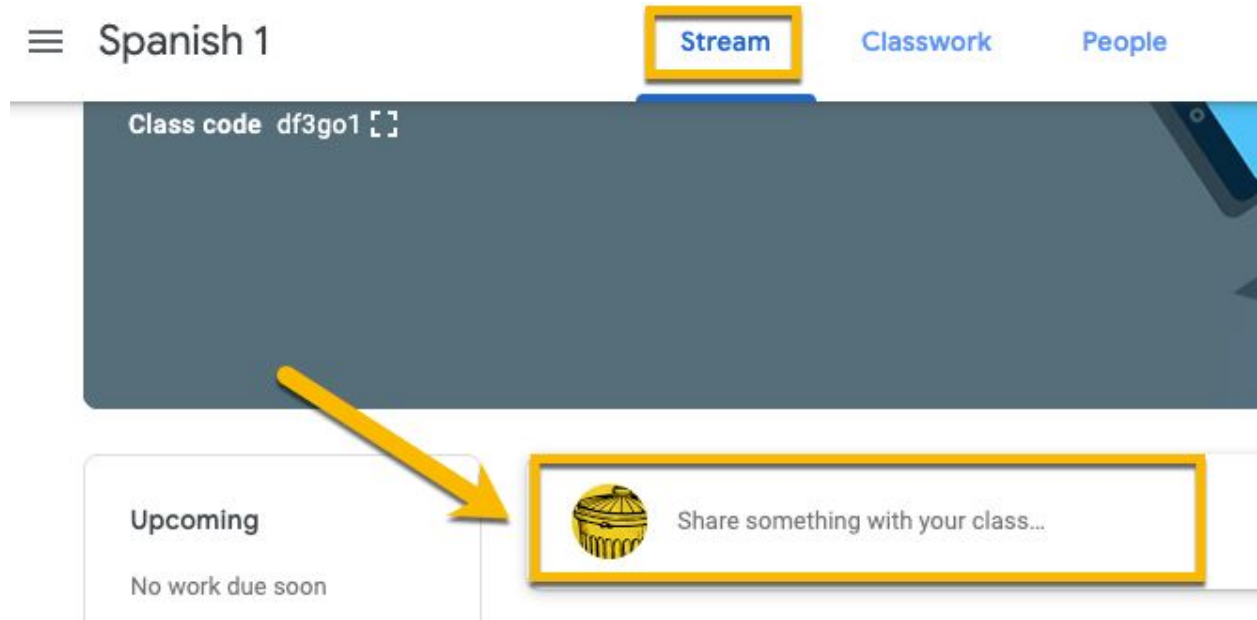 Spanish 1
Stream
Classwork
People
Class code df3go1
Upcoming
No work due soon
Share something with your class...